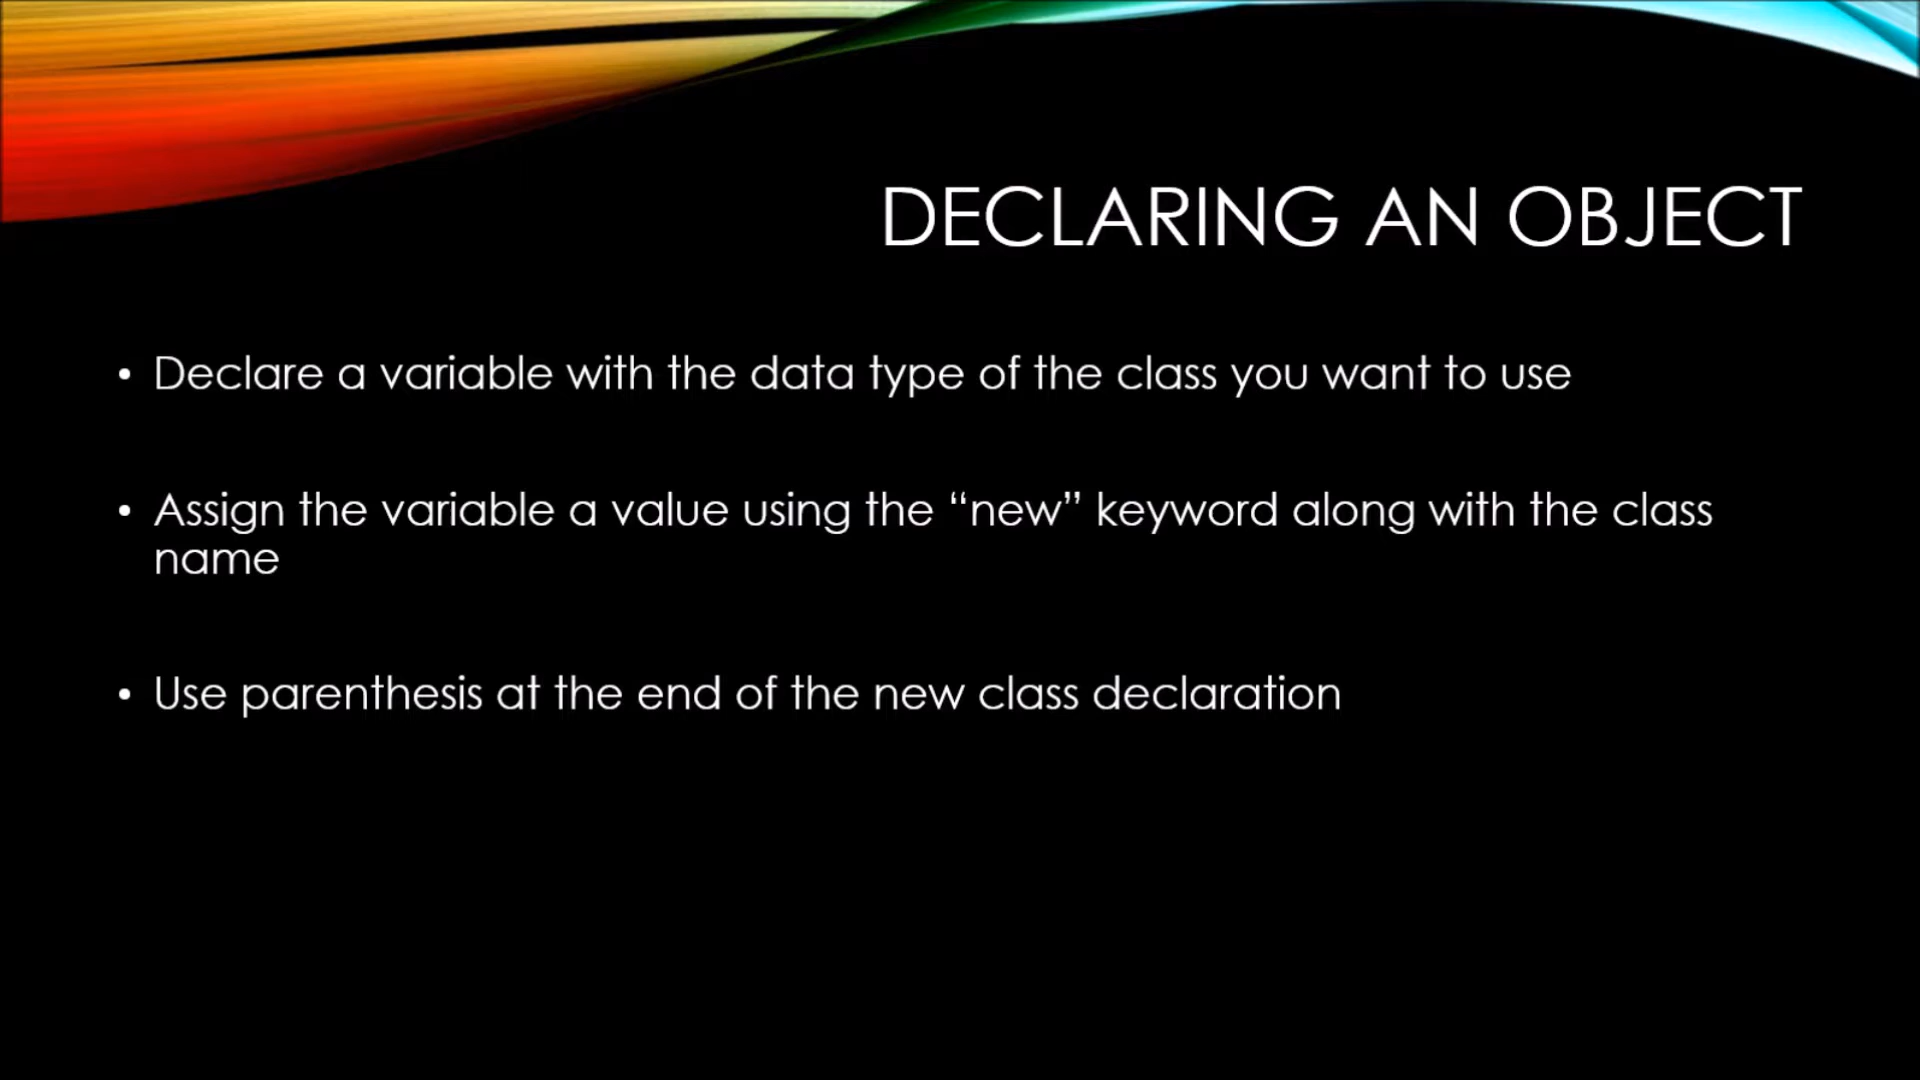 DECLARING AN OBJECT
• Declare a variable with the data type of the class you want to use
• Assign the variable a value using the “new” keyword along with the class
name
• Use parenthesis at the end of the new class declaration